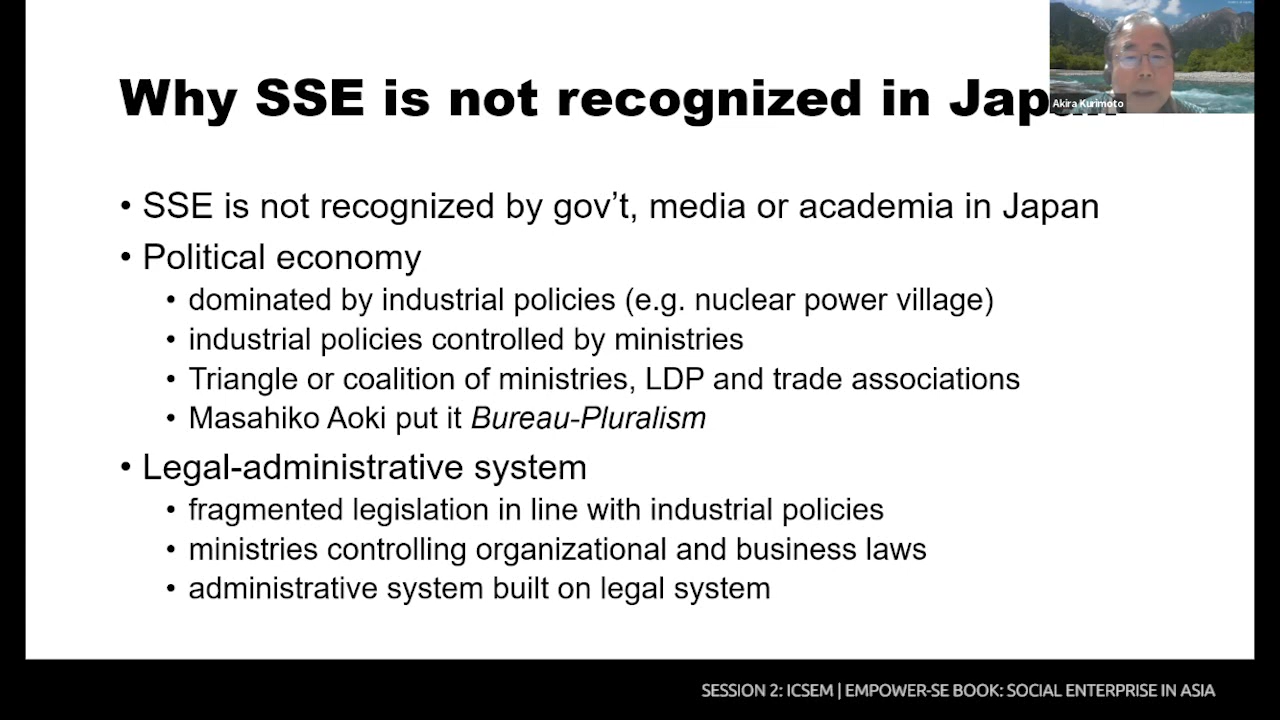 Why SSE is not recognized in Jap
Akira Kurimoto
• SSE is not recognized by gov’t, media or academia in Japan
• Political economy
• dominated by industrial policies (e.g. nuclear power village)
• industrial policies controlled by ministries
• Triangle or coalition of ministries, LDP and trade associations
• Masahiko Aoki put it Bureau-Pluralism
• Legal-administrative system
• fragmented legislation in line with industrial policies
• ministries controlling organizational and business laws
• administrative system built on legal system
SESSION 2: ICSEM | EMPOWER-SE BOOK: SOCIAL ENTERPRISE IN ASIA